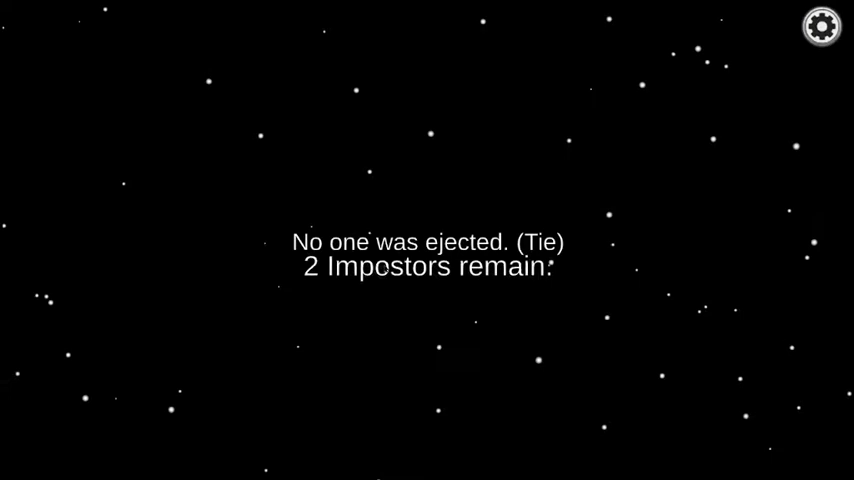 No one was ejected. (Tie)
2 Impostors remain.